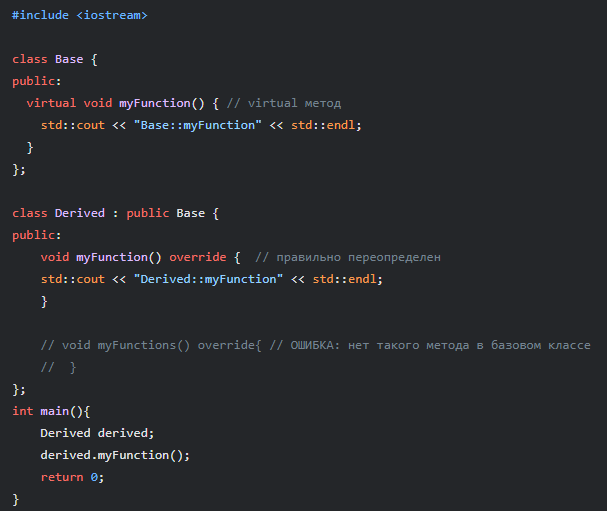 #include <iostream>

class Base {
public:
  virtual void myFunction() { // virtual метод
    std::cout << "Base::myFunction" << std::endl;
  }
};

class Derived : public Base {
public:
    void myFunction() override {  // правильно переопределен
    std::cout << "Derived::myFunction" << std::endl;
    }

    // void myFunctions() override{ // ОШИБКА: нет такого метода в базовом классе
    //  }
};
int main(){
    Derived derived;
    derived.myFunction();
    return 0;
}